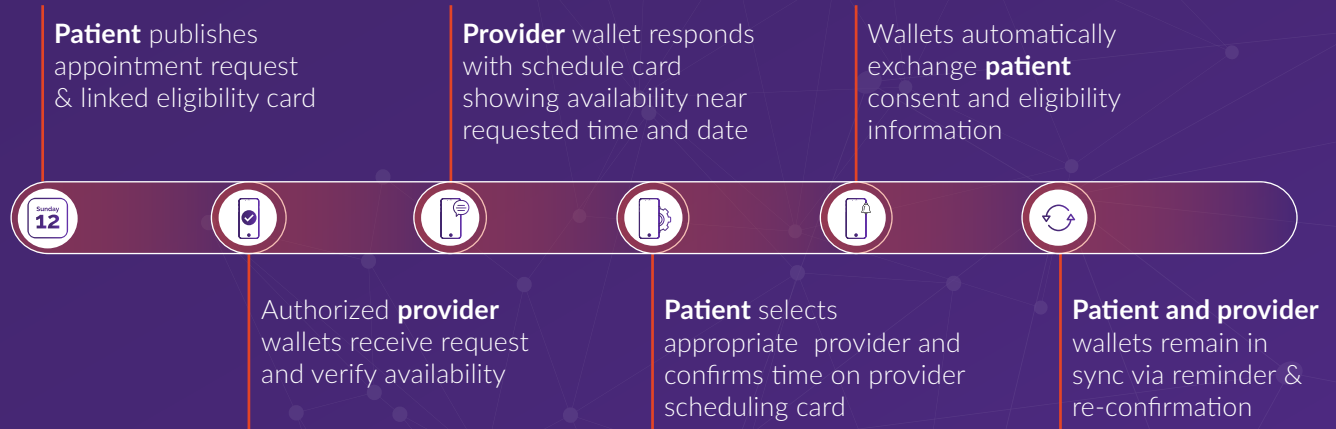 Patient publishes
appointment request
& linked eligibility card
Sunday
12
Authorized provider
wallets receive request
and verify availability
Provider wallet responds
with schedule card
showing availability near
requested time and date
Patient selects
appropriate  provider and
confirms time on provider
scheduling card
Wallets automatically
exchange patient
consent and eligibility
information
Patient and provider
wallets remain in
sync via reminder &
re-confirmation